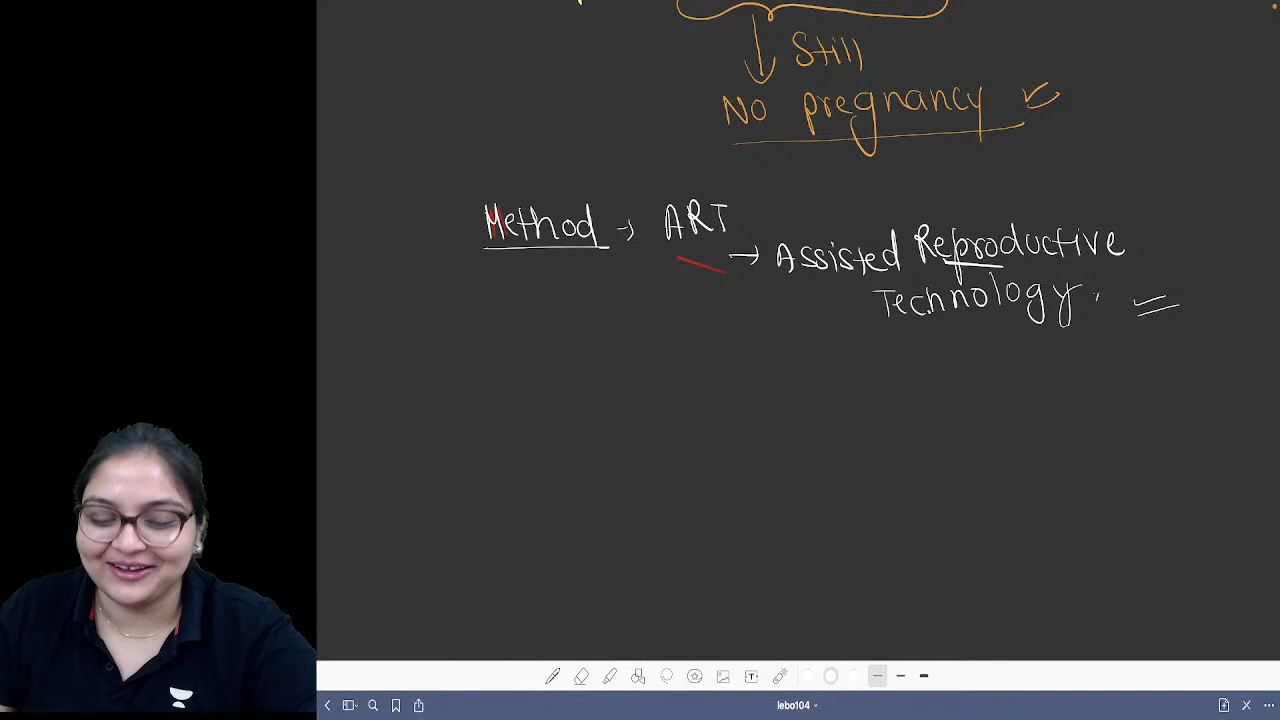 Still
No pregnancy
Method → ART
→ Assisted Reproductive
Technology.
lebo104